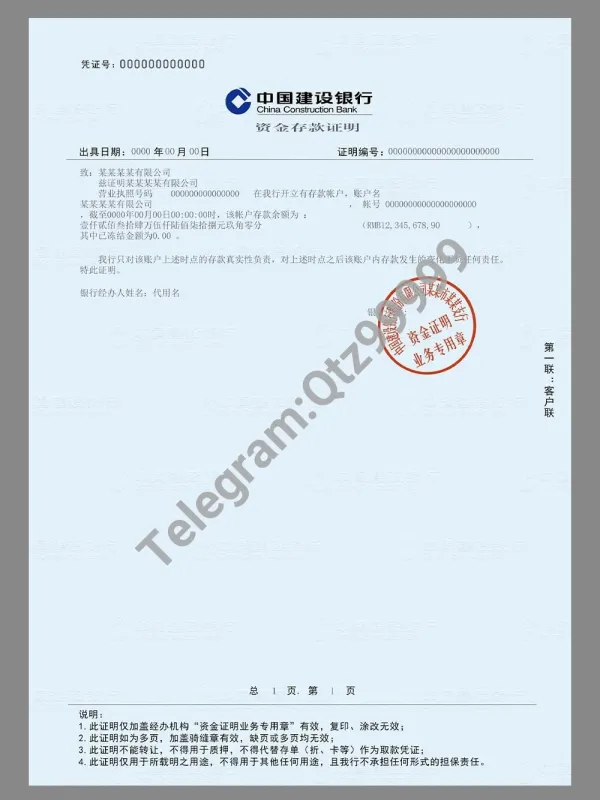 凭证号：000000000000
中国建设银行
China Construction Bank
资金存款证明
出具日期：0000 年00 月 00日 证明编号：00000000000000000000000
致：某某某某有限公司
兹证明某某某某有限公司
营业执照号码 000000000000000 在我行开立有存款帐户，账户名
某某某某有限公司 ，帐号 00000000000000000000
，截至0000年00月00日00:00:00时，该帐户存款余额为：
壹仟贰佰叁拾肆万伍仟陆佰柒拾捌元玖角零分 （RMB12,345,678.90 ），
其中已冻结金额为0.00 。
我行只对该账户上述时点的存款真实性负责，对上述时点之后该账户内存款发生的变化不负任何责任。
特此证明。
银行经办人姓名：代用名
银
资金证明
业务专用章
Telegram:Qtz99999
第一联：客户联
总 1 页, 第 1 页
说明：
1. 此证明仅加盖经办机构“资金证明业务专用章”有效，复印、涂改无效；
2. 此证明如为多页，加盖骑缝章有效，缺页或多页均无效；
3. 此证明不能转让，不得用于质押，不得代替存单（折、卡等）作为取款凭证；
4. 此证明仅用于所载明之用途，不得用于其他任何用途，且我行不承担任何形式的担保责任。